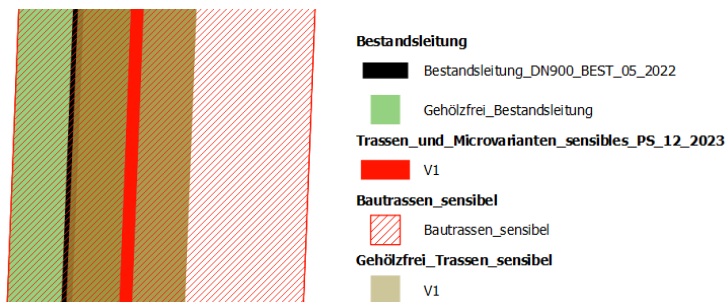 Bestandsleitung
Bestandsleitung_DN900_BEST_05_2022
Gehölzfrei_Bestandsleitung
Trassen_und_Microvarianten_sensibles_PS_12_2023
V1
Bautrassen_sensibel
Bautrassen_sensibel
Gehölzfrei_Trassen_sensibel
V1